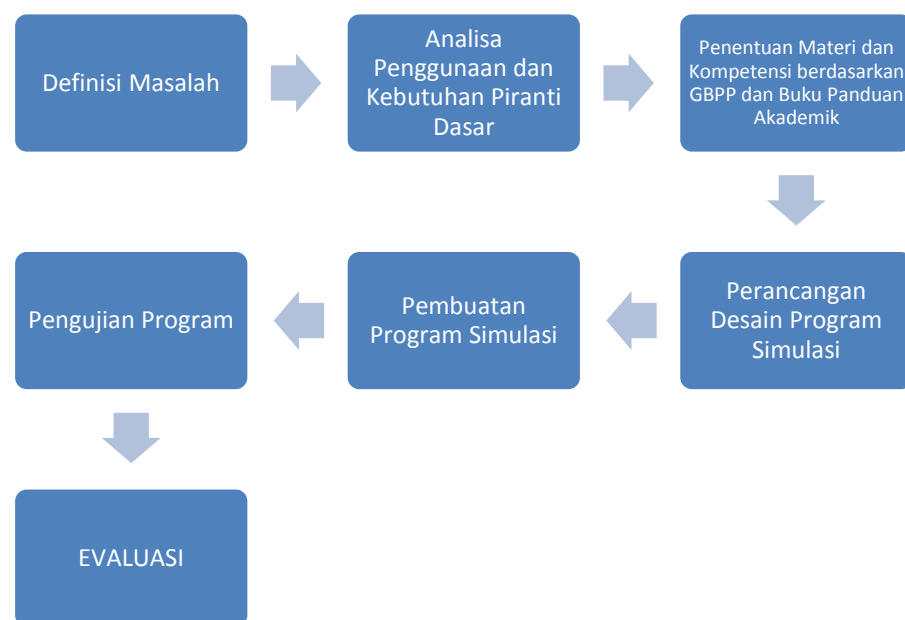 Definisi Masalah
Analisa
Penggunaan dan
Kebutuhan Piranti
Dasar
Penentuan Materi dan
Kompetensi berdasarkan
GBPP dan Buku Panduan
Akademik
Perancangan
Desain Program
Simulasi
Pembuatan
Program Simulasi
Pengujian Program
EVALUASI